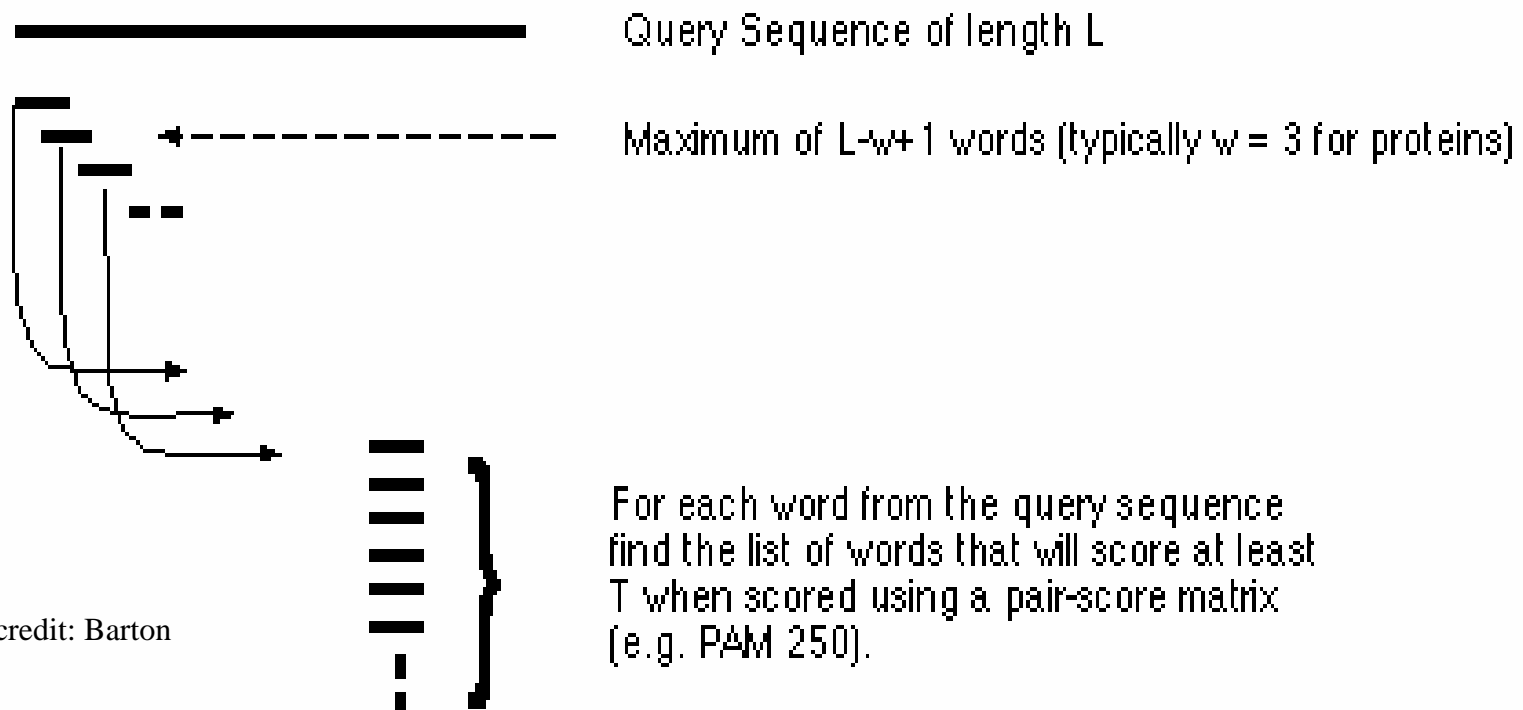 Query Sequence of length L
Maximum of L-w+1 words (typically w = 3 for proteins)
For each word from the query sequence
find the list of words that will score at least
T when scored using a pair-score matrix
(e.g. PAM 250).
credit: Barton